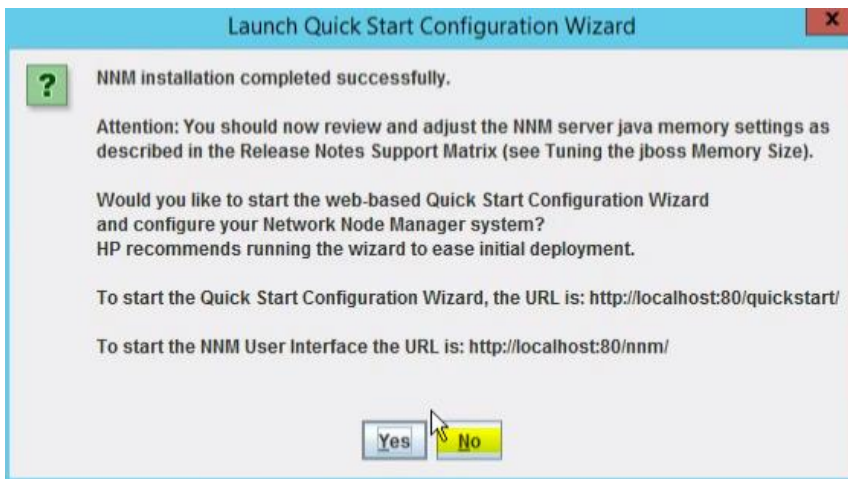 Launch Quick Start Configuration Wizard
x
?
NNM installation completed successfully.
Attention: You should now review and adjust the NNM server java memory settings as
described in the Release Notes Support Matrix (see Tuning the jboss Memory Size).
Would you like to start the web-based Quick Start Configuration Wizard
and configure your Network Node Manager system?
HP recommends running the wizard to ease initial deployment.
To start the Quick Start Configuration Wizard, the URL is: http://localhost:80/quickstart/
To start the NNM User Interface the URL is: http://localhost:80/nnm/
Yes No